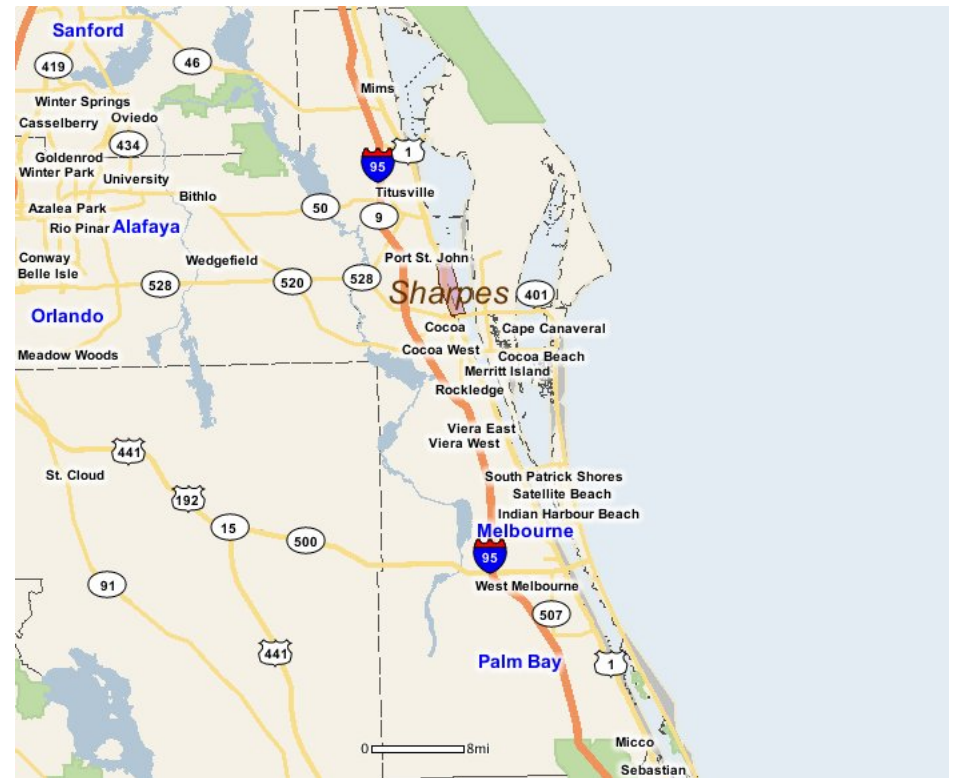 Sanford
419
46
Mims
Winter Springs
Casselberry
Oviedo
434
1
95
Goldenrod
Winter Park
University
Titusville
Bithlo
50
9
Azalea Park
Rio Pinar
Alafaya
Conway
Belle Isle
Wedgefield
Port St. John
528
520
528
Sharpes
401
Orlando
Cocoa
Cape Canaveral
Meadow Woods
Cocoa West
Cocoa Beach
Merritt Island
Rockledge
Viera East
Viera West
441
St. Cloud
South Patrick Shores
192
Satellite Beach
Indian Harbour Beach
15
500
Melbourne
95
91
West Melbourne
507
441
Palm Bay
1
0
8mi
Micco
Sebastian